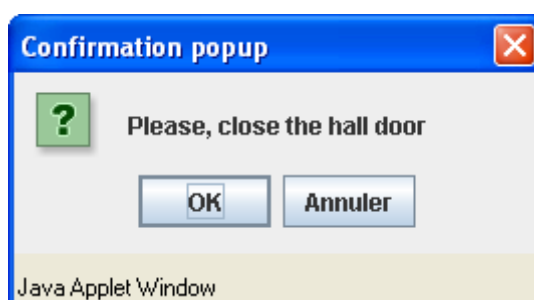 Confirmation popup
?
Please, close the hall door
OK Annuler
Java Applet Window